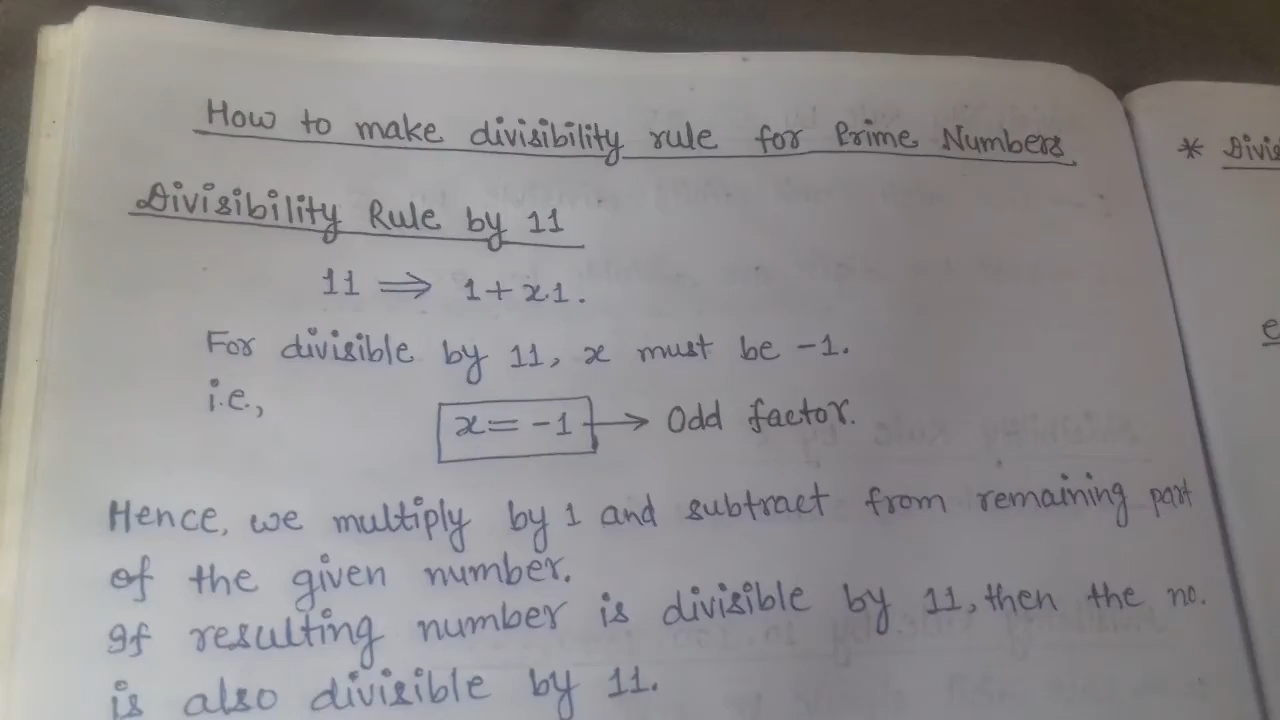 How to make divisibility rule for Prime Numbers
Divisibility Rule by 11
11 ⇒ 1+x.1.
For divisible by 11, x must be -1.
i.e.,
x = -1 → Odd factor.
Hence, we multiply by 1 and subtract from remaining part
of the given number.
If resulting number is divisible by 11, then the no.
is also divisible by 11.
*